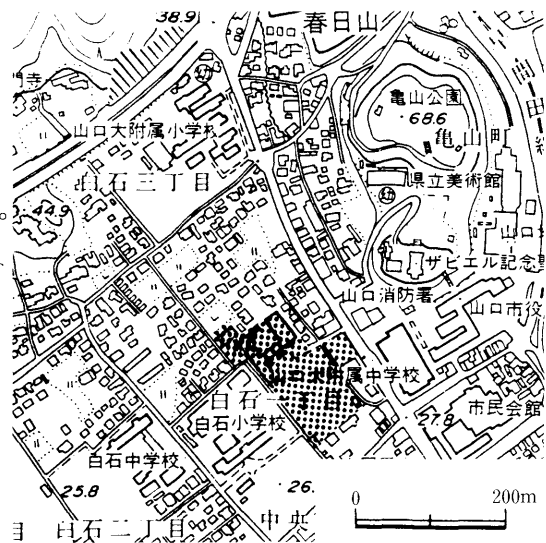 38.9
春日山
亀山公園
68.6
亀山町
山口大附属小学校
県立美術館
白石三丁目
44.9
ザビエル記念聖
山口消防署
山口市役
山口大附属中学校
白石一丁目
白石小学校
市民会館
27.8
白石中学校
25.8
26.
白石二丁目
中央
目
0 200m